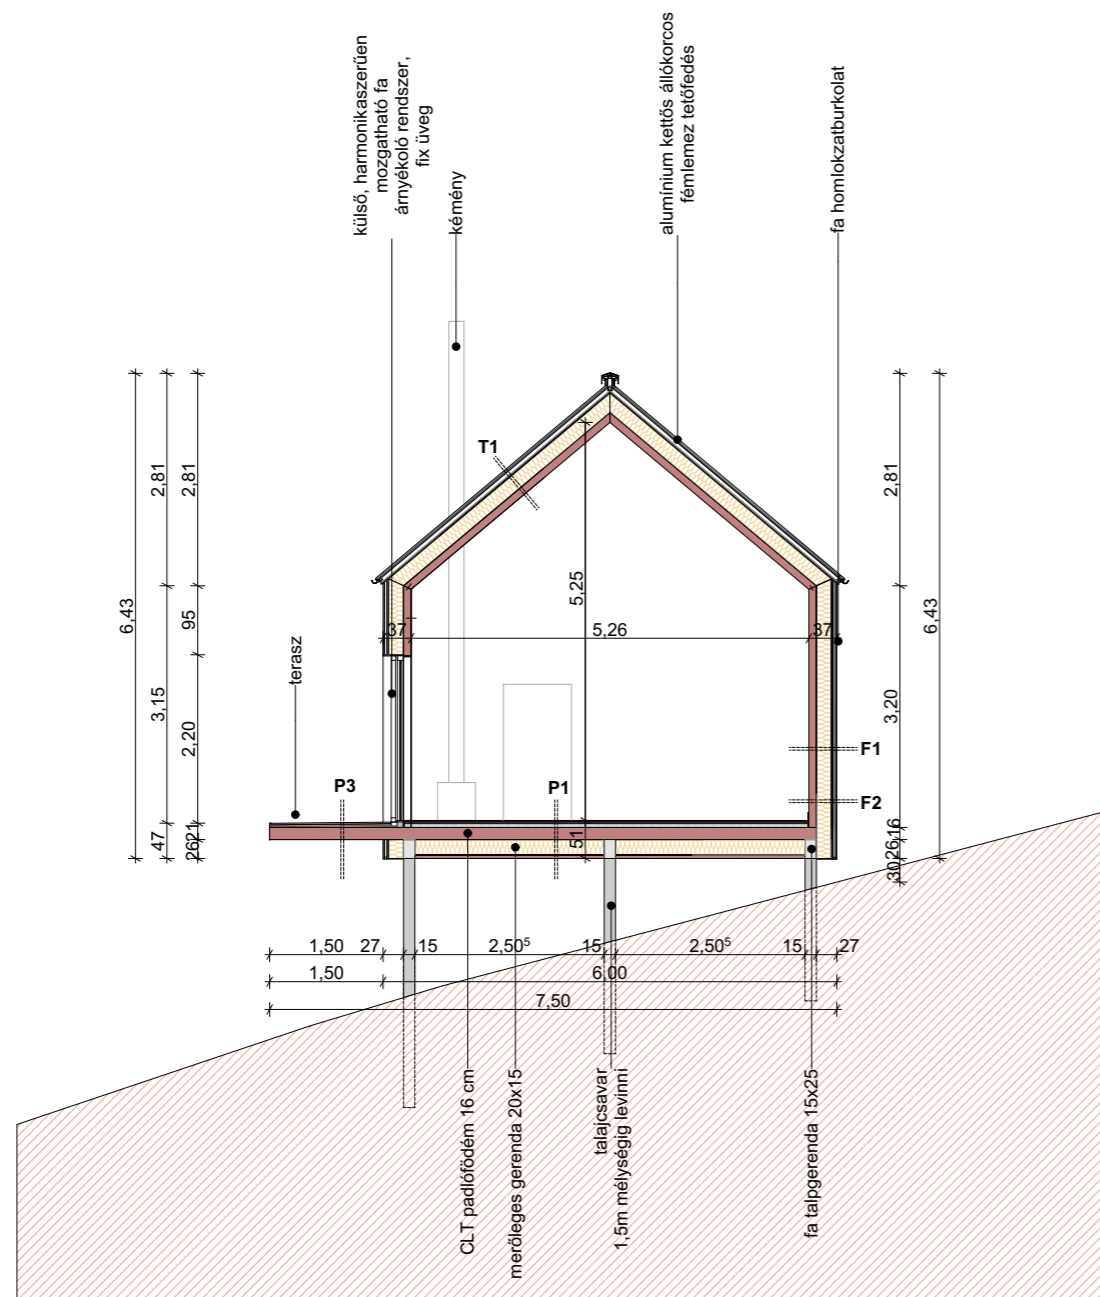 külső, harmonikaszerűen
mozgatható fa
árnyékoló rendszer,
fix üveg
kémény
alumínium kettős állókorcos
fémlemez tetőfedés
fa homlokzatburkolat
T1
2,81
2,81
2,81
6,43
95
5,25
6,43
37
5,26
37
terasz
3,15
2,20
3,20
F1
P3
P1
F2
47
21
26
51
16
26
30
1,50
27
15
2,50⁵
15
2,50⁵
15
27
1,50
6,00
7,50
CLT padlófödém 16 cm
merőleges gerenda 20x15
talajcsavar
1,5m mélységig levinni
fa talpgerenda 15x25